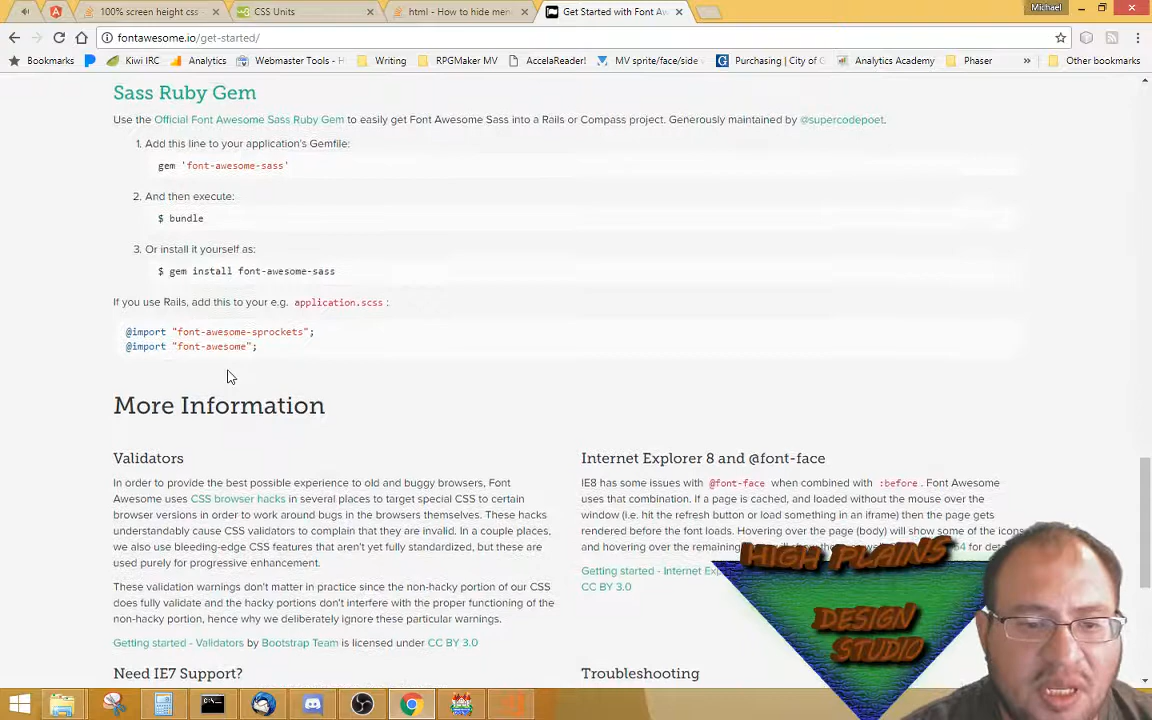 Michael
100% screen height css
CSS Units
html - How to hide men
Get Started with Font Aw
fontawesome.io/get-started/
Bookmarks
Kiwi IRC
Analytics
Webmaster Tools - H
Writing
RPGMaker MV
AccelaReader!
MV sprite/face/side
Purchasing | City of C
Analytics Academy
Phaser
»
Other bookmarks
Sass Ruby Gem
Use the Official Font Awesome Sass Ruby Gem to easily get Font Awesome Sass into a Rails or Compass project. Generously maintained by @supercodepoet.
1. Add this line to your application's Gemfile:
gem 'font-awesome-sass'
2. And then execute:
$ bundle
3. Or install it yourself as:
$ gem install font-awesome-sass
If you use Rails, add this to your e.g. application.scss :
@import "font-awesome-sprockets";
@import "font-awesome";
More Information
Validators
In order to provide the best possible experience to old and buggy browsers, Font
Awesome uses CSS browser hacks in several places to target special CSS to certain
browser versions in order to work around bugs in the browsers themselves. These hacks
understandably cause CSS validators to complain that they are invalid. In a couple places,
we also use bleeding-edge CSS features that aren't yet fully standardized, but these are
used purely for progressive enhancement.
These validation warnings don't matter in practice since the non-hacky portion of our CSS
does fully validate and the hacky portions don't interfere with the proper functioning of the
non-hacky portion, hence why we deliberately ignore these particular warnings.
Getting started - Validators by Bootstrap Team is licensed under CC BY 3.0
Need IE7 Support?
Internet Explorer 8 and @font-face
IE8 has some issues with @font-face when combined with :before . Font Awesome
uses that combination. If a page is cached, and loaded without the mouse over the
window (i.e. hit the refresh button or load something in an iframe) then the page gets
rendered before the font loads. Hovering over the page (body) will show some of the icons
and hovering over the remaining
for det
Getting started - Internet Exp
CC BY 3.0
Troubleshooting
HIGH PLAINS
DESIGN
STUDIO